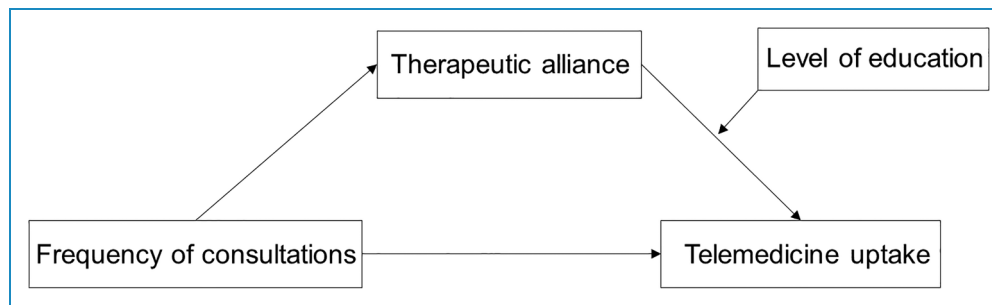 Therapeutic alliance
Level of education
Frequency of consultations
Telemedicine uptake